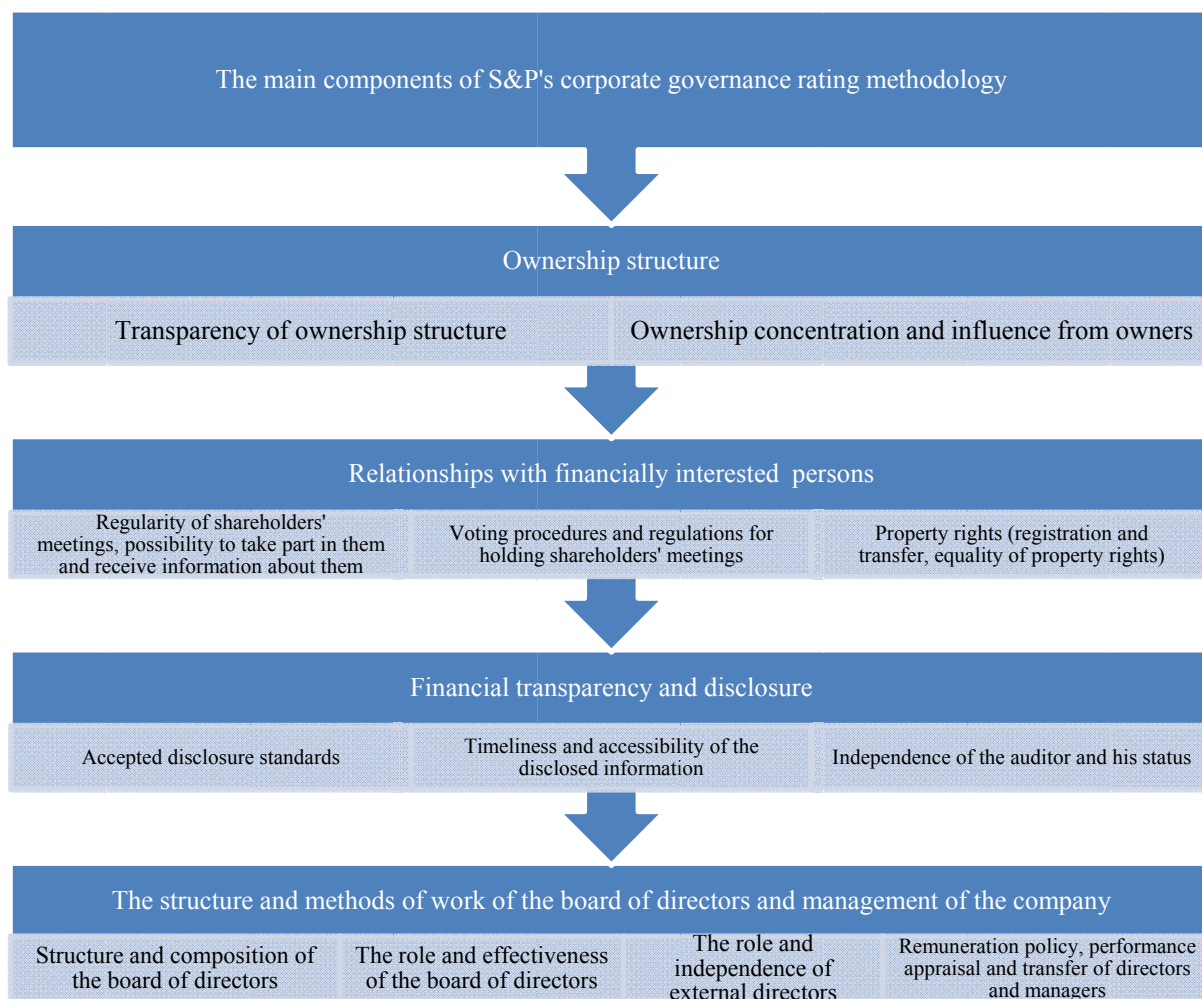 The main components of S&P's corporate governance rating methodology
Ownership structure
Transparency of ownership structure
Ownership concentration and influence from owners
Relationships with financially interested persons
Regularity of shareholders'
meetings, possibility to take part in them
and receive information about them
Voting procedures and regulations for
holding shareholders' meetings
Property rights (registration and
transfer, equality of property rights)
Financial transparency and disclosure
Accepted disclosure standards
Timeliness and accessibility of the
disclosed information
Independence of the auditor and his status
The structure and methods of work of the board of directors and management of the company
Structure and composition of
the board of directors
The role and effectiveness
of the board of directors
The role and
independence of
external directors
Remuneration policy, performance
appraisal and transfer of directors
and managers